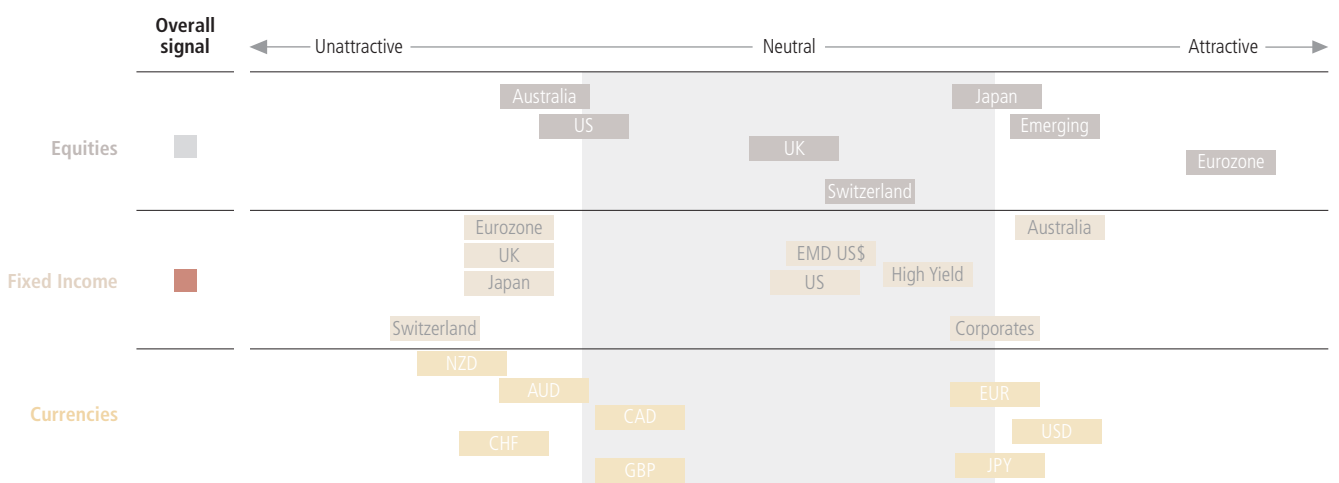 Overall
signal
Unattractive
Neutral
Attractive
Equities
Australia
Japan
US
Emerging
UK
Eurozone
Switzerland
Fixed Income
Eurozone
Australia
UK
EMD US$
Japan
US
High Yield
Switzerland
Corporates
Currencies
NZD
AUD
EUR
CAD
USD
CHF
GBP
JPY